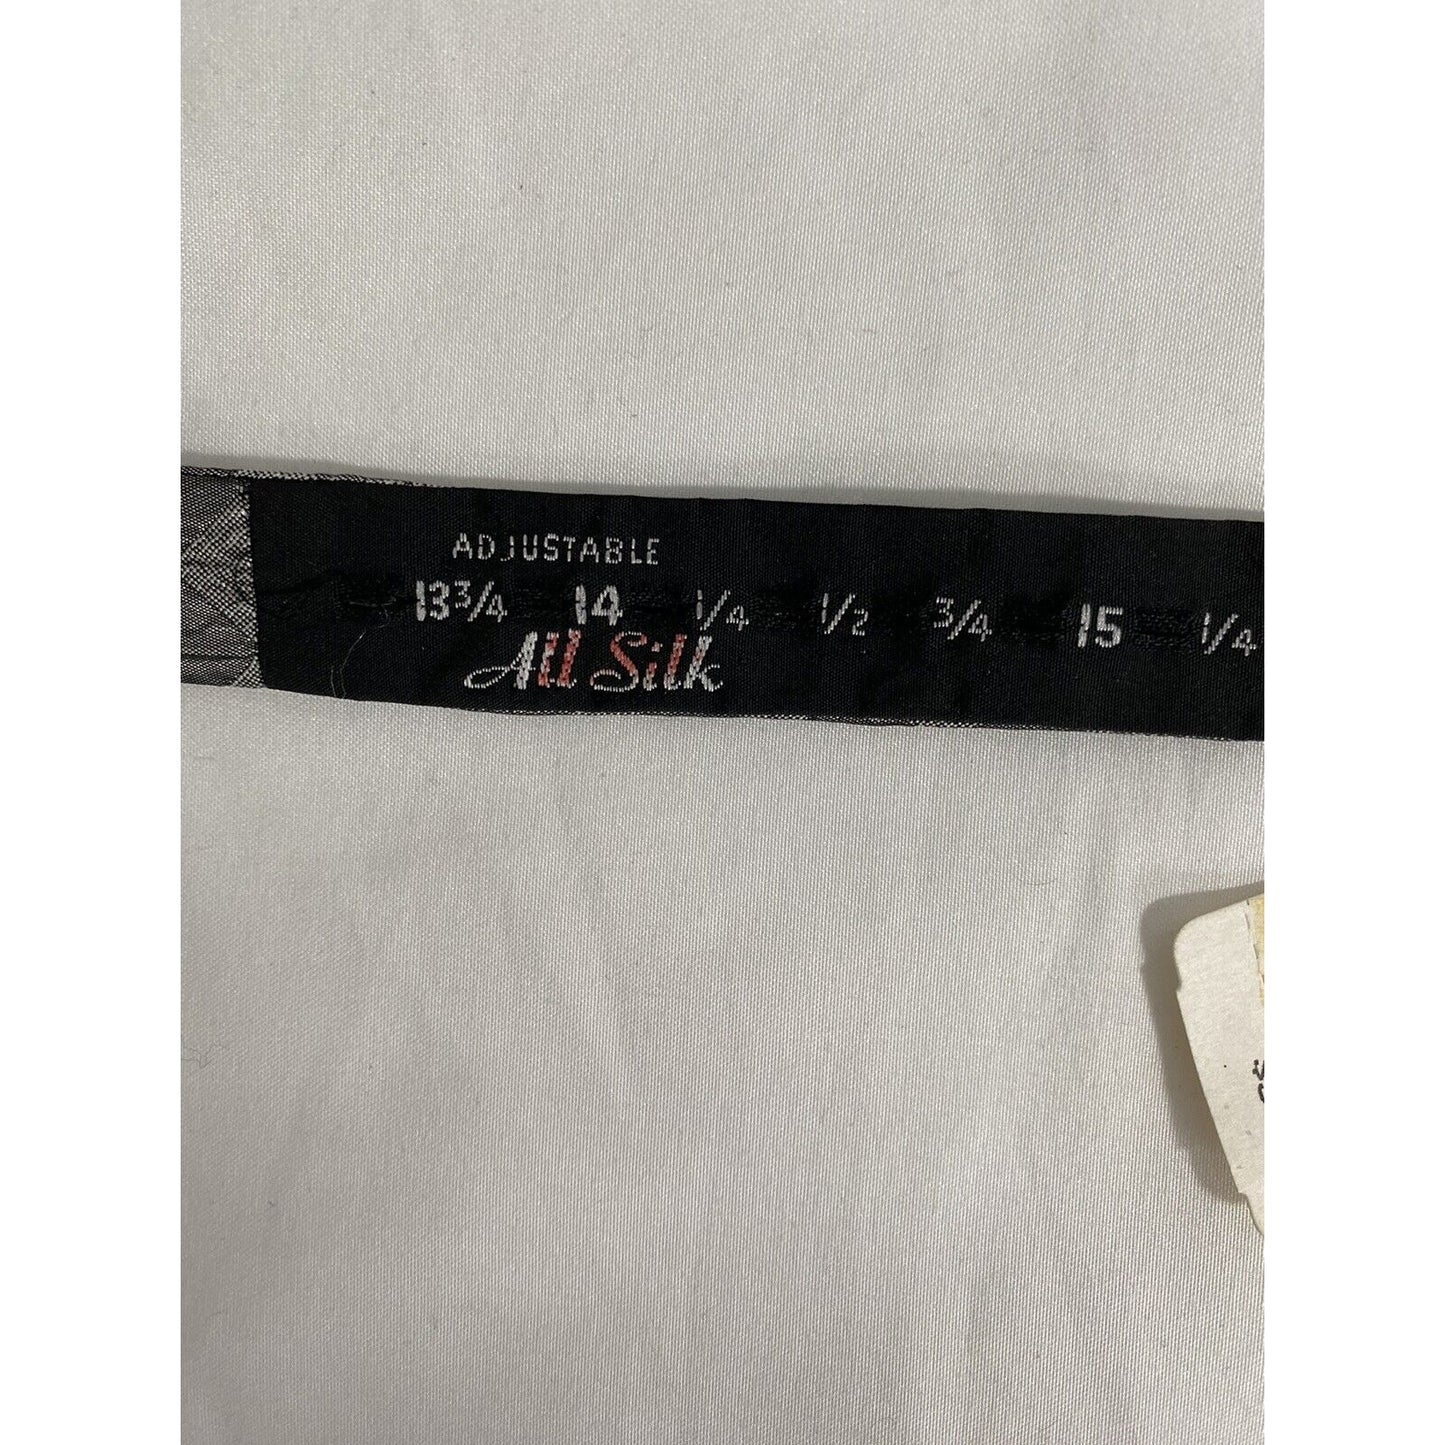 ADJUSTABLE
13¾ 14 ¼ ½ ¾ 15 ¼
All Silk